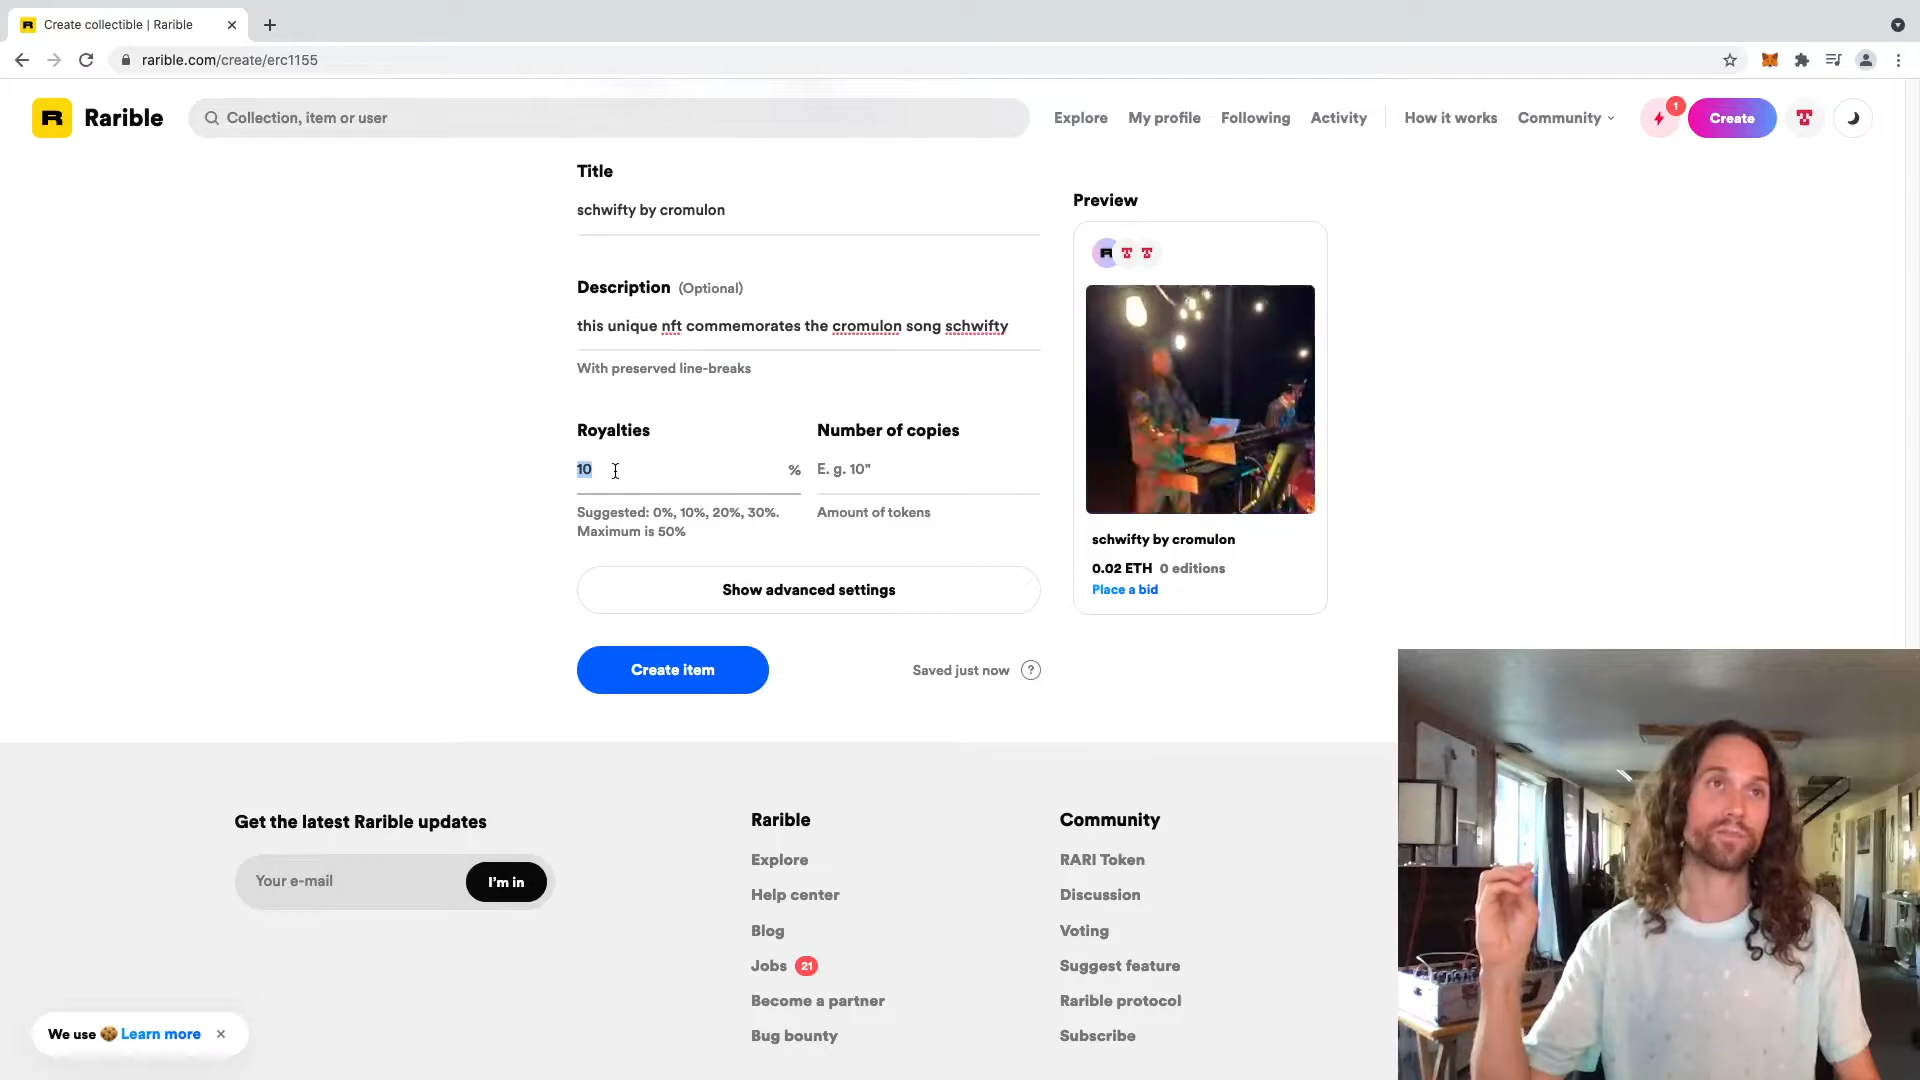 Create collectible | Rarible
rarible.com/create/erc1155
Rarible
Collection, item or user
Explore
My profile
Following
Activity
How it works
Community
1
Create
Title
schwifty by cromulon
Description (Optional)
this unique nft commemorates the cromulon song schwifty
With preserved line-breaks
Royalties
10
%
Suggested: 0%, 10%, 20%, 30%.
Maximum is 50%
Number of copies
E. g. 10"
Amount of tokens
Show advanced settings
Create item
Saved just now
?
Preview
schwifty by cromulon
0.02 ETH 0 editions
Place a bid
Get the latest Rarible updates
Your e-mail
I'm in
Rarible
Explore
Help center
Blog
Jobs 21
Become a partner
Bug bounty
Community
RARI Token
Discussion
Voting
Suggest feature
Rarible protocol
Subscribe
We use Learn more